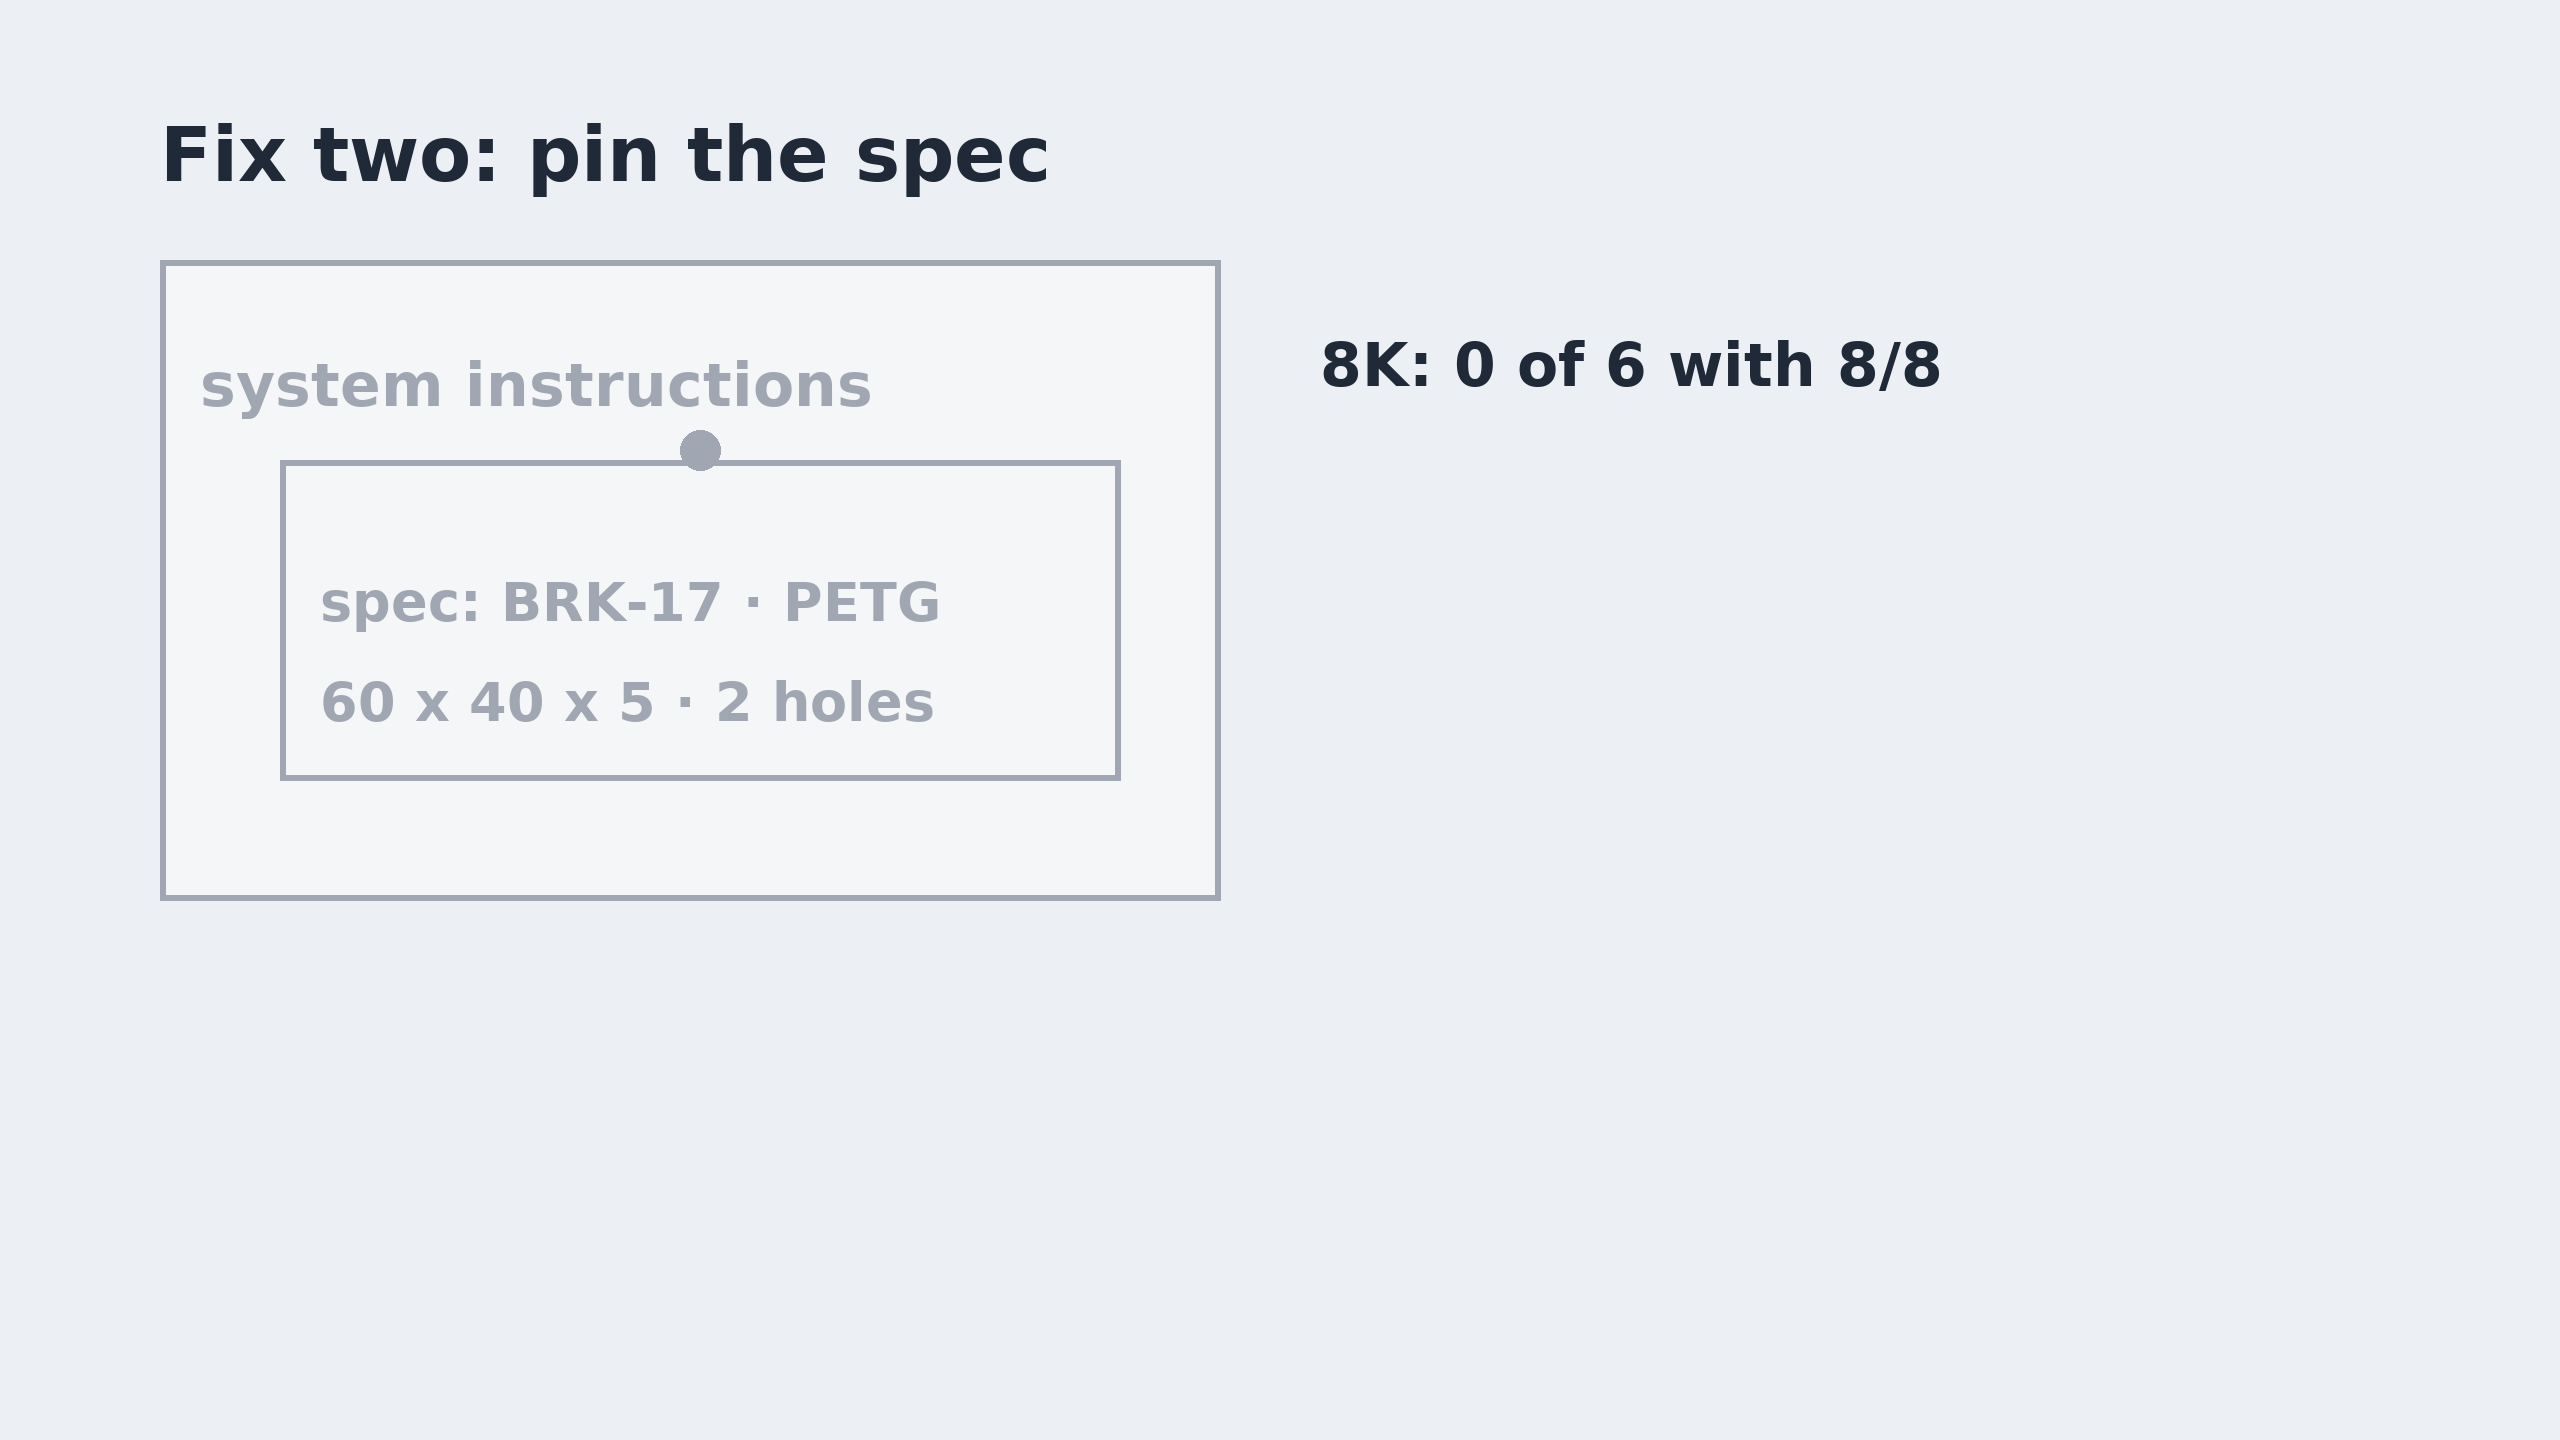 Fix two: pin the spec
system instructions
spec: BRK-17 · PETG
60 x 40 x 5 · 2 holes
8K: 0 of 6 with 8/8